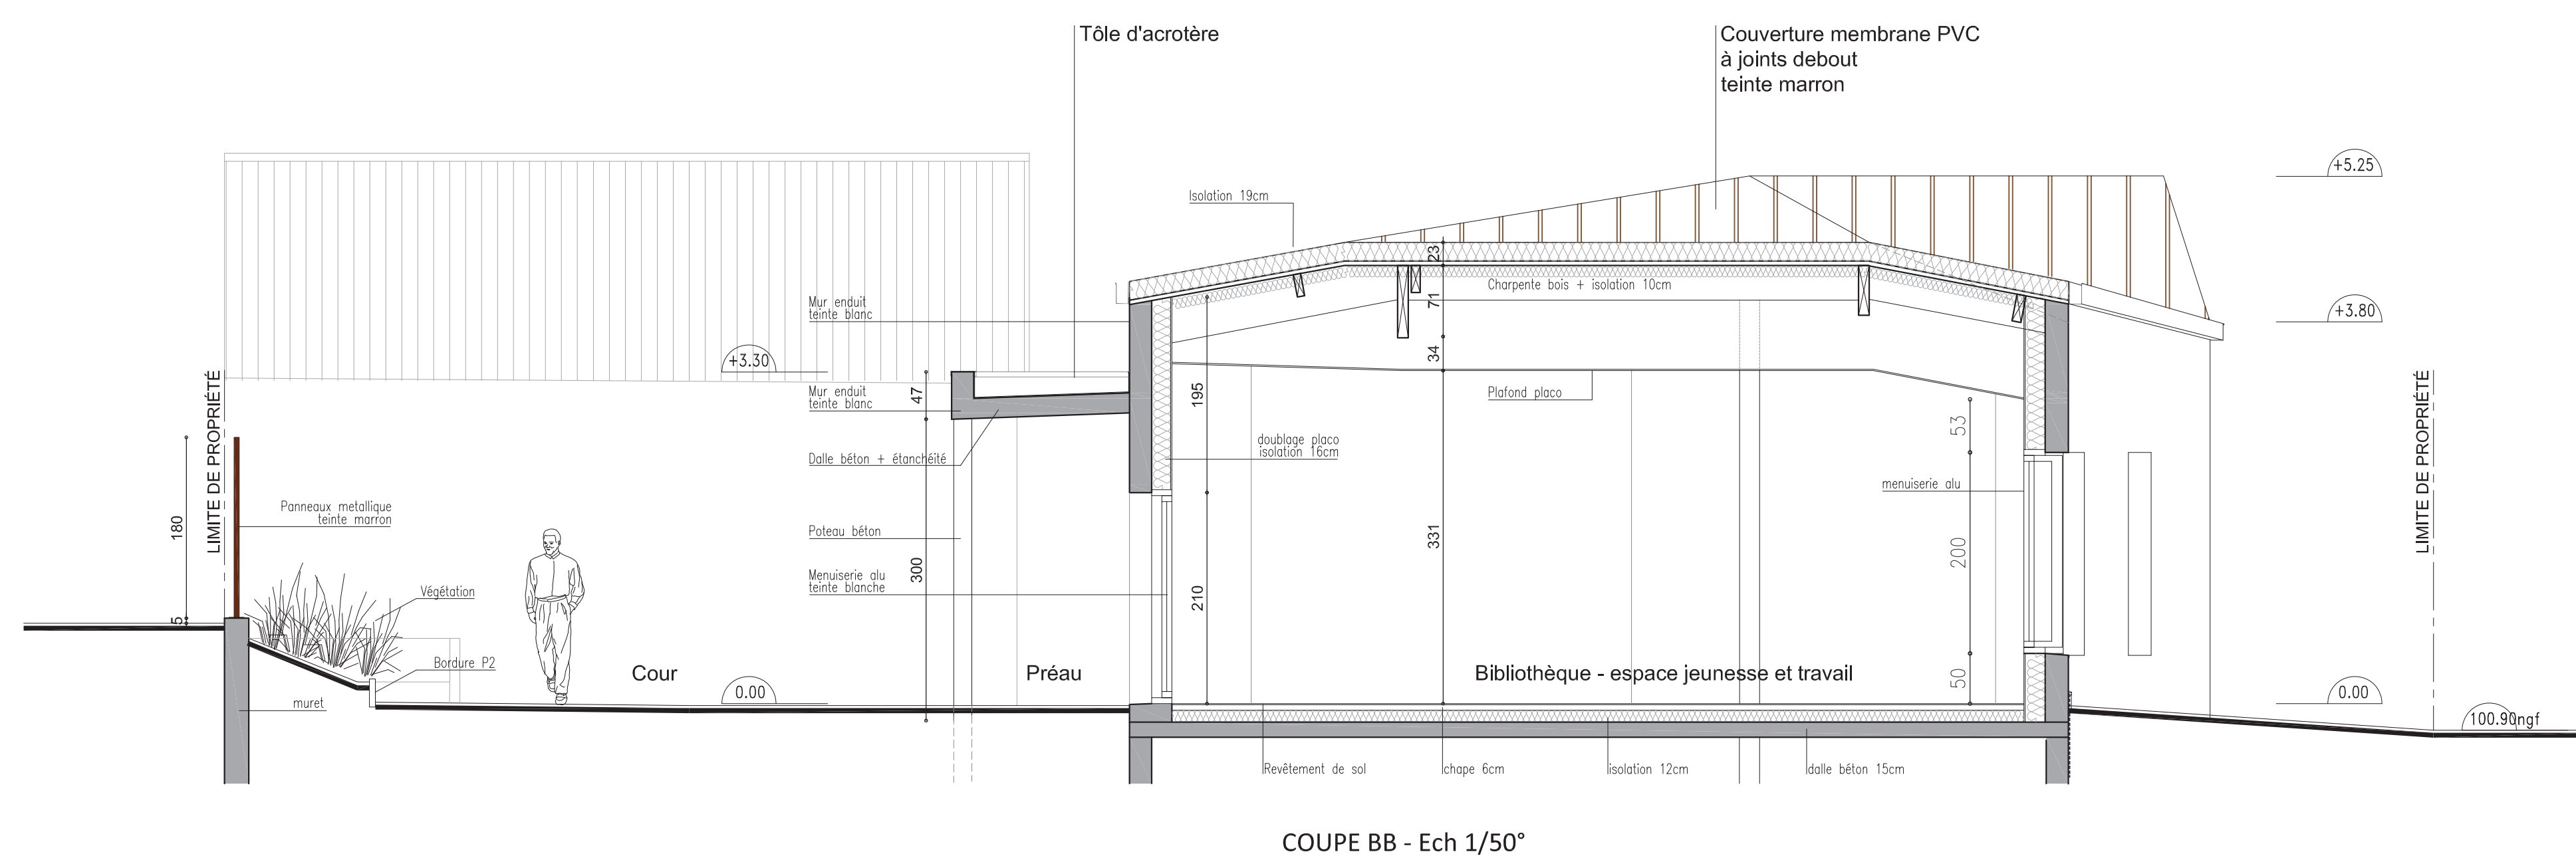 Tôle d'acrotère
Couverture membrane PVC
à joints debout
teinte marron
+5.25
Isolation 19cm
23
Charpente bois + isolation 10cm
71
Mur enduit
teinte blanc
+3.80
+3.30
34
LIMITE DE PROPRIÉTÉ
Mur enduit
teinte blanc
47
195
Plafond placo
53
LIMITE DE PROPRIÉTÉ
doublage placo
isolation 16cm
Dalle béton + étanchéité
menuiserie alu
Panneaux metallique
teinte marron
180
Poteau béton
331
200
Menuiserie alu
teinte blanche
300
210
Végétation
5
Bordure P2
Cour
Préau
Bibliothèque - espace jeunesse et travail
50
0.00
0.00
muret
100.90ngf
Revêtement de sol
chape 6cm
isolation 12cm
dalle béton 15cm
COUPE BB - Ech 1/50°